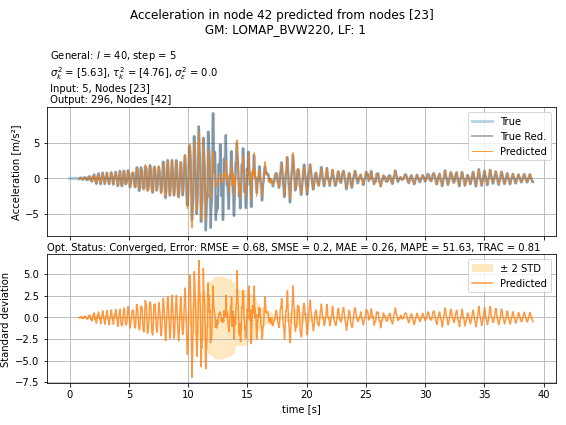 Acceleration in node 42 predicted from nodes [23]
GM: LOMAP_BVW220, LF: 1
General: l = 40, step = 5
σ²ₖ = [5.63], τ²ₖ = [4.76], σ²ε = 0.0
Input: 5, Nodes [23]
Output: 296, Nodes [42]
Acceleration [m/s²]
5
0
−5
True
True Red.
Predicted
Opt. Status: Converged, Error: RMSE = 0.68, SMSE = 0.2, MAE = 0.26, MAPE = 51.63, TRAC = 0.81
Standard deviation
5.0
2.5
0.0
−2.5
−5.0
−7.5
± 2 STD
Predicted
0 5 10 15 20 25 30 35 40
time [s]